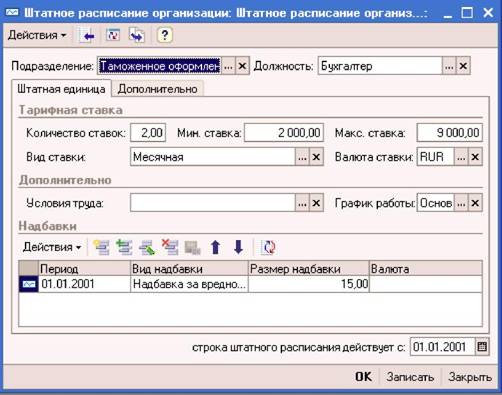 Штатное расписание организации: Штатное расписание организ...:
Действия
Подразделение: Таможенное оформлен ... Должность: Бухгалтер ...
Штатная единица Дополнительно
Тарифная ставка
Количество ставок: 2,00 Мин. ставка: 2 000,00 Макс. ставка: 9 000,00
Вид ставки: Месячная ... Валюта ставки: RUR ...
Дополнительно
Условия труда: ... График работы: Основ ...
Надбавки
Действия
Период Вид надбавки Размер надбавки Валюта
01.01.2001 Надбавка за вредно... 15,00
строка штатного расписания действует с: 01.01.2001
OK Записать Закрыть